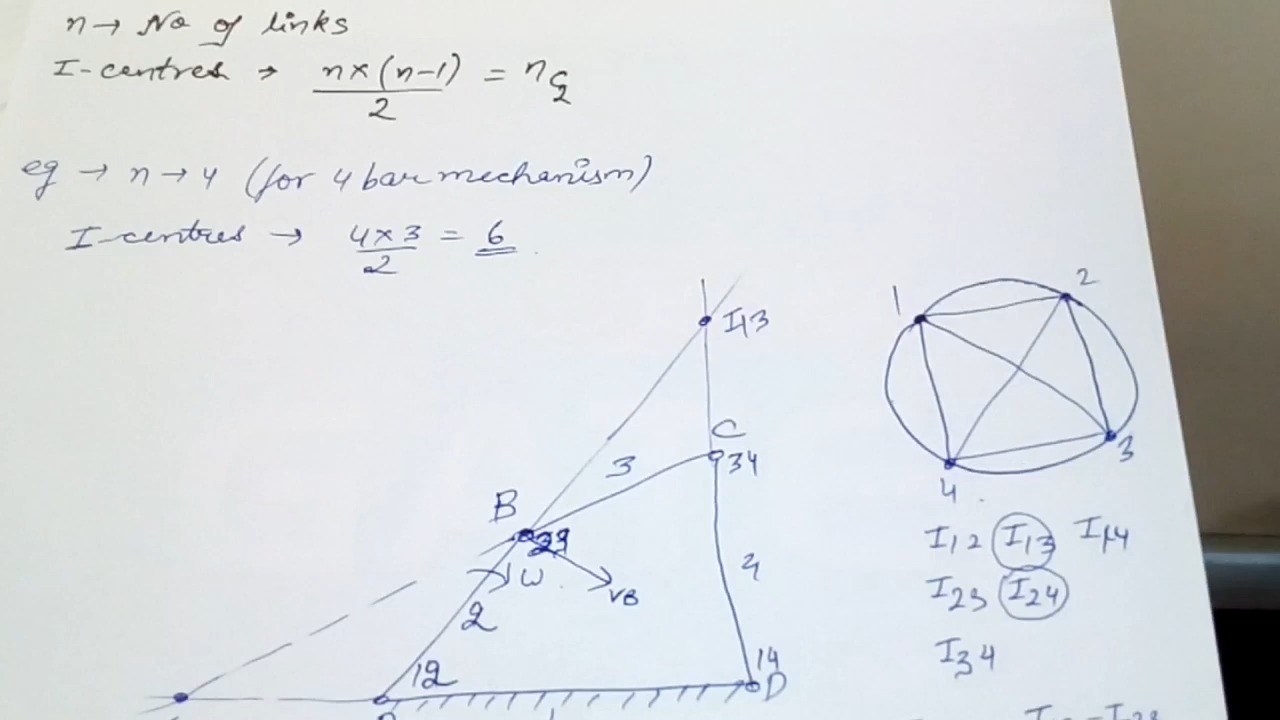 n → No of links
I-centres → n×(n-1)/2 = nC2
eg → n → 4 (for 4 bar mechanism)
I-centres → 4×3/2 = 6
I13
C
34
3
B
23
ω
VB
2
4
12
14
D
1
2
3
4
I12 I13 I14
I23 I24
I34